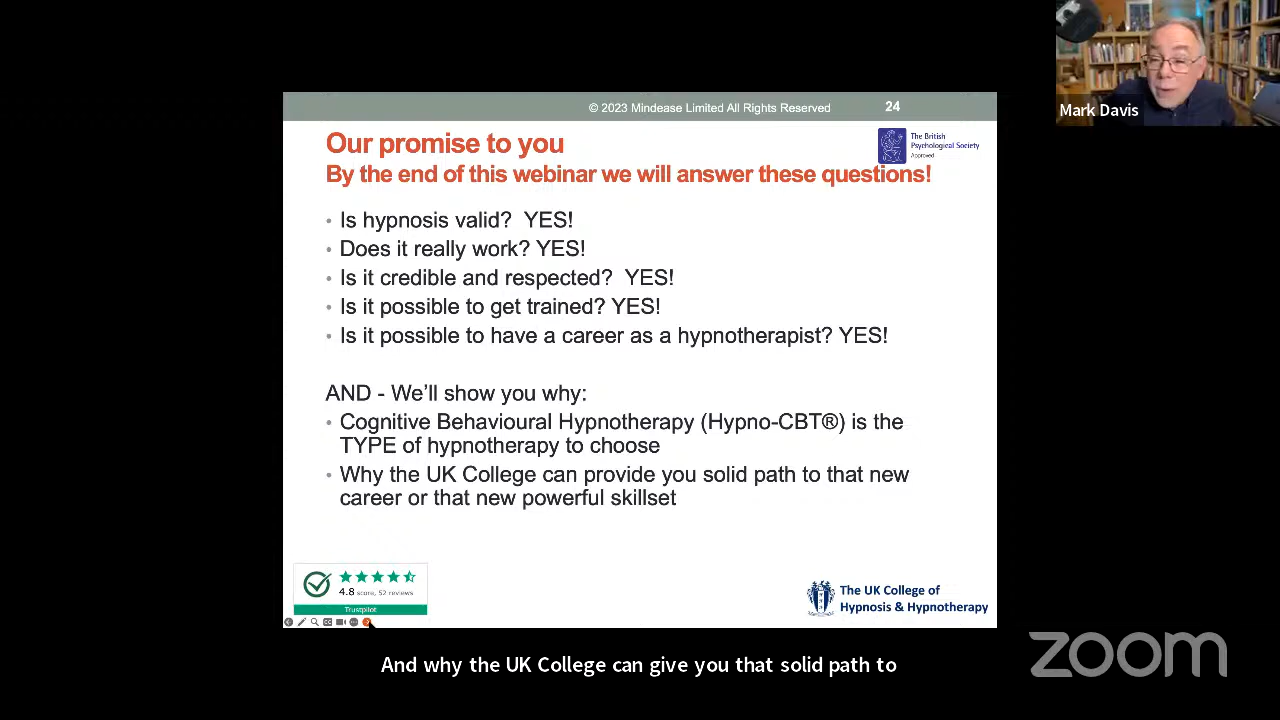 © 2023 Mindease Limited All Rights Reserved 24
Mark Davis
Our promise to you
The British
Psychological Society
Approved
By the end of this webinar we will answer these questions!
• Is hypnosis valid?  YES!
• Does it really work? YES!
• Is it credible and respected?  YES!
• Is it possible to get trained? YES!
• Is it possible to have a career as a hypnotherapist? YES!
AND - We'll show you why:
• Cognitive Behavioural Hypnotherapy (Hypno-CBT®) is the
TYPE of hypnotherapy to choose
• Why the UK College can provide you solid path to that new
career or that new powerful skillset
4.8 score, 52 reviews
Trustpilot
The UK College of
Hypnosis & Hypnotherapy
And why the UK College can give you that solid path to
zoom